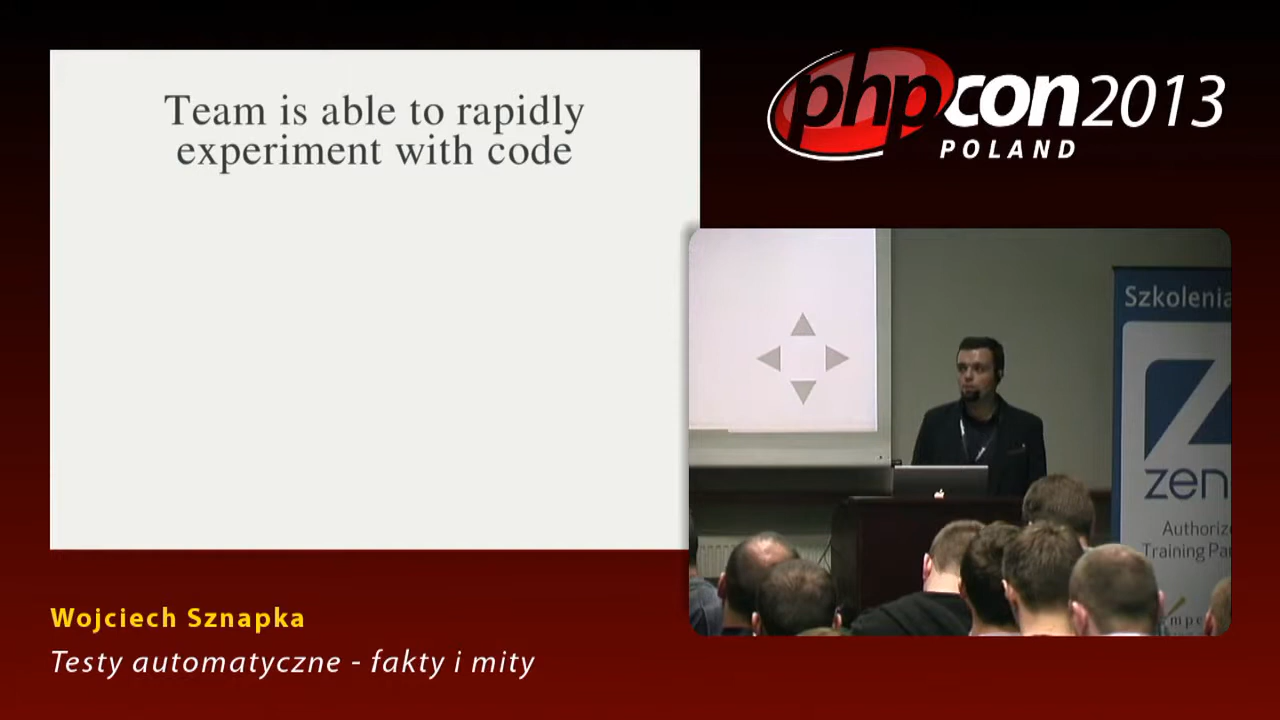 Team is able to rapidly
experiment with code
phpcon2013
POLAND
Szkolenia
zen
Authoriz
Training Par
Wojciech Sznapka
Testy automatyczne - fakty i mity